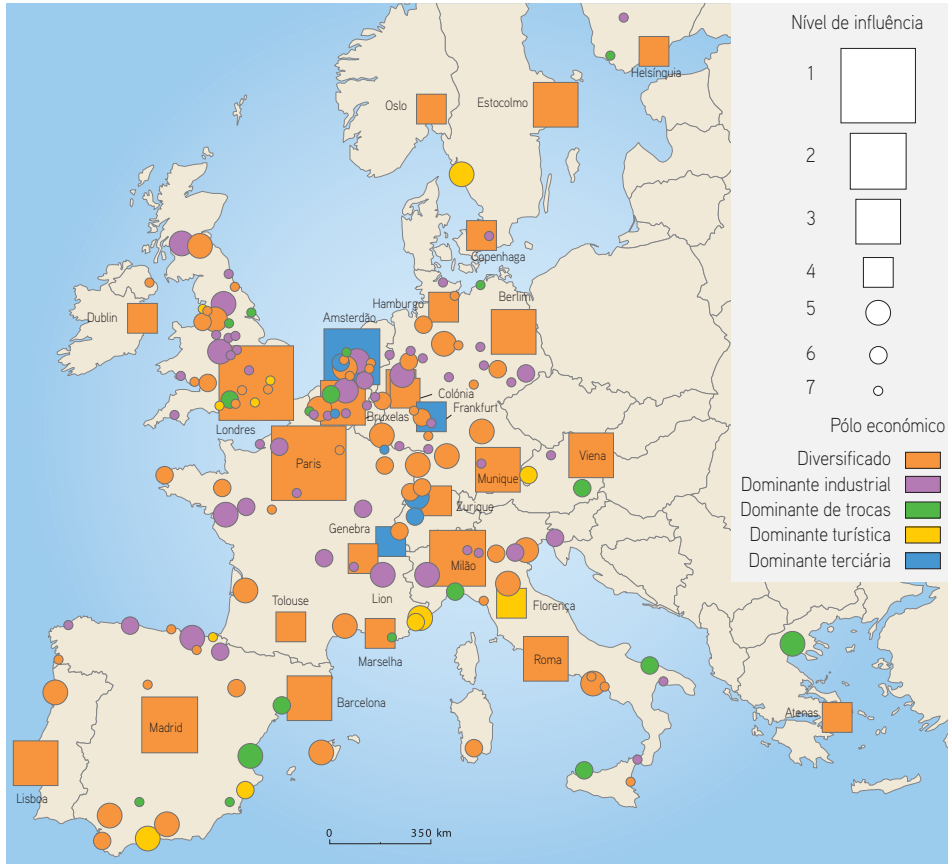 Nível de influência
1
2
3
4
5
6
7
Pólo económico
Diversificado
Dominante industrial
Dominante de trocas
Dominante turística
Dominante terciária
Helsínquia
Oslo
Estocolmo
Copenhaga
Hamburgo
Berlim
Dublin
Amsterdão
Londres
Colónia
Bruxelas
Frankfurt
Paris
Munique
Viena
Zurique
Genebra
Milão
Lion
Tolouse
Florença
Marselha
Roma
Barcelona
Madrid
Atenas
Lisboa
0 350 km